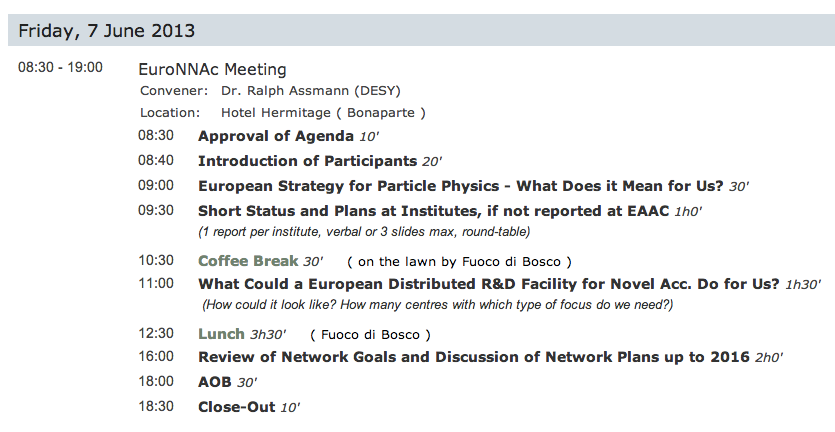 Friday, 7 June 2013
08:30 - 19:00 EuroNNAc Meeting
Convener: Dr. Ralph Assmann (DESY)
Location: Hotel Hermitage ( Bonaparte )
08:30 Approval of Agenda 10'
08:40 Introduction of Participants 20'
09:00 European Strategy for Particle Physics - What Does it Mean for Us? 30'
09:30 Short Status and Plans at Institutes, if not reported at EAAC 1h0'
(1 report per institute, verbal or 3 slides max, round-table)
10:30 Coffee Break 30' ( on the lawn by Fuoco di Bosco )
11:00 What Could a European Distributed R&D Facility for Novel Acc. Do for Us? 1h30'
(How could it look like? How many centres with which type of focus do we need?)
12:30 Lunch 3h30' ( Fuoco di Bosco )
16:00 Review of Network Goals and Discussion of Network Plans up to 2016 2h0'
18:00 AOB 30'
18:30 Close-Out 10'